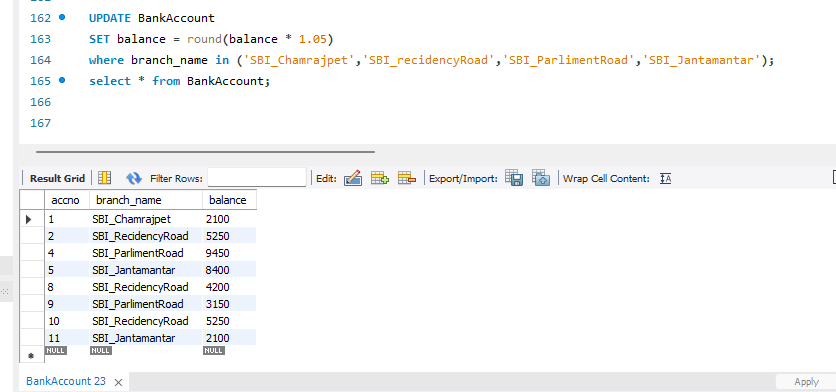 162 UPDATE BankAccount
163 SET balance = round(balance * 1.05)
164 where branch_name in ('SBI_Chamrajpet','SBI_recidencyRoad','SBI_ParlimentRoad','SBI_Jantamantar');
165 select * from BankAccount;
166
167
Result Grid Filter Rows: Edit: Export/Import: Wrap Cell Content:
accno branch_name balance
1 SBI_Chamrajpet 2100
2 SBI_RecidencyRoad 5250
4 SBI_ParlimentRoad 9450
5 SBI_Jantamantar 8400
8 SBI_RecidencyRoad 4200
9 SBI_ParlimentRoad 3150
10 SBI_RecidencyRoad 5250
11 SBI_Jantamantar 2100
NULL NULL NULL
BankAccount 23 Apply